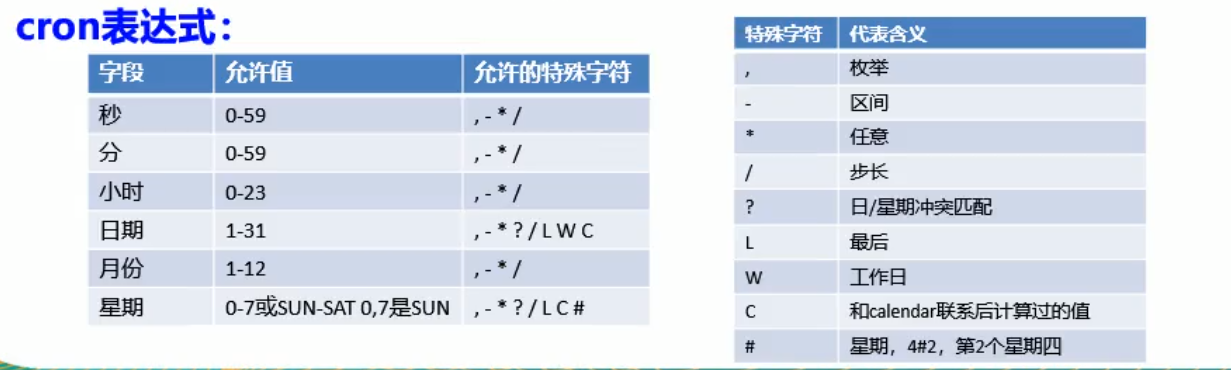 cron表达式：
字段 允许值 允许的特殊字符
秒 0-59 , - * /
分 0-59 , - * /
小时 0-23 , - * /
日期 1-31 , - * ? / L W C
月份 1-12 , - * /
星期 0-7或SUN-SAT 0,7是SUN , - * ? / L C #
特殊字符 代表含义
, 枚举
- 区间
* 任意
/ 步长
? 日/星期冲突匹配
L 最后
W 工作日
C 和calendar联系后计算过的值
# 星期，4#2，第2个星期四